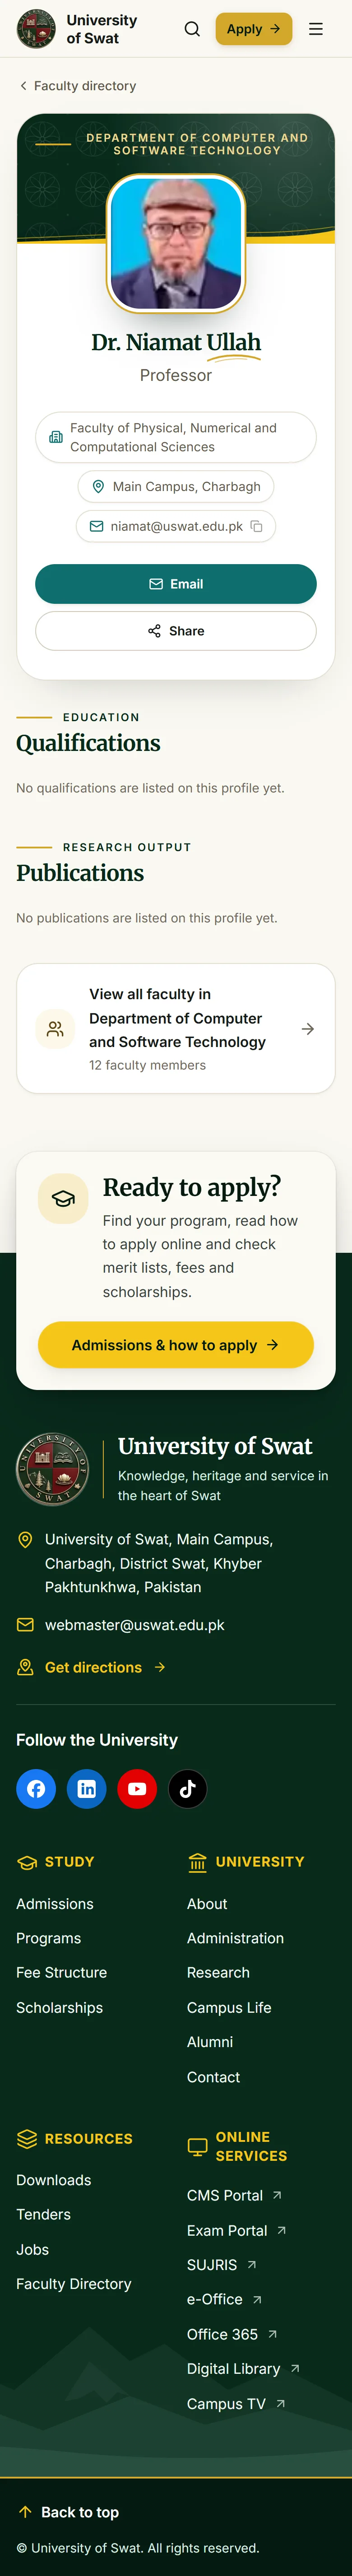 University
of Swat
Apply
Faculty directory
DEPARTMENT OF COMPUTER AND
SOFTWARE TECHNOLOGY
Dr. Niamat Ullah
Professor
Faculty of Physical, Numerical and
Computational Sciences
Main Campus, Charbagh
niamat@uswat.edu.pk
Email
Share
EDUCATION
Qualifications
No qualifications are listed on this profile yet.
RESEARCH OUTPUT
Publications
No publications are listed on this profile yet.
View all faculty in
Department of Computer
and Software Technology
12 faculty members
Ready to apply?
Find your program, read how
to apply online and check
merit lists, fees and
scholarships.
Admissions & how to apply
UNIVERSITY OF
SWAT
University of Swat
Knowledge, heritage and service in
the heart of Swat
University of Swat, Main Campus,
Charbagh, District Swat, Khyber
Pakhtunkhwa, Pakistan
webmaster@uswat.edu.pk
Get directions
Follow the University
STUDY
Admissions
Programs
Fee Structure
Scholarships
UNIVERSITY
About
Administration
Research
Campus Life
Alumni
Contact
RESOURCES
Downloads
Tenders
Jobs
Faculty Directory
ONLINE
SERVICES
CMS Portal
Exam Portal
SUJRIS
e-Office
Office 365
Digital Library
Campus TV
Back to top
© University of Swat. All rights reserved.